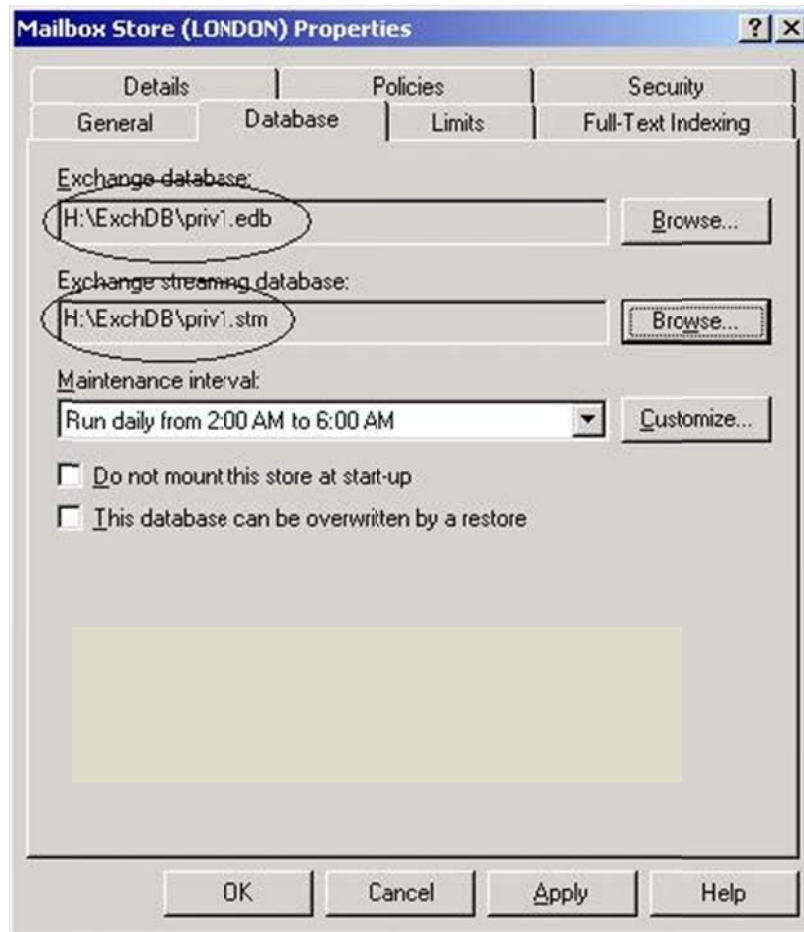 Mailbox Store (LONDON) Properties
Details Policies Security
General Database Limits Full-Text Indexing
Exchange database:
H:\ExchDB\priv1.edb Browse...
Exchange streaming database:
H:\ExchDB\priv1.stm Browse...
Maintenance interval:
Run daily from 2:00 AM to 6:00 AM Customize...
Do not mount this store at start-up
This database can be overwritten by a restore
OK Cancel Apply Help